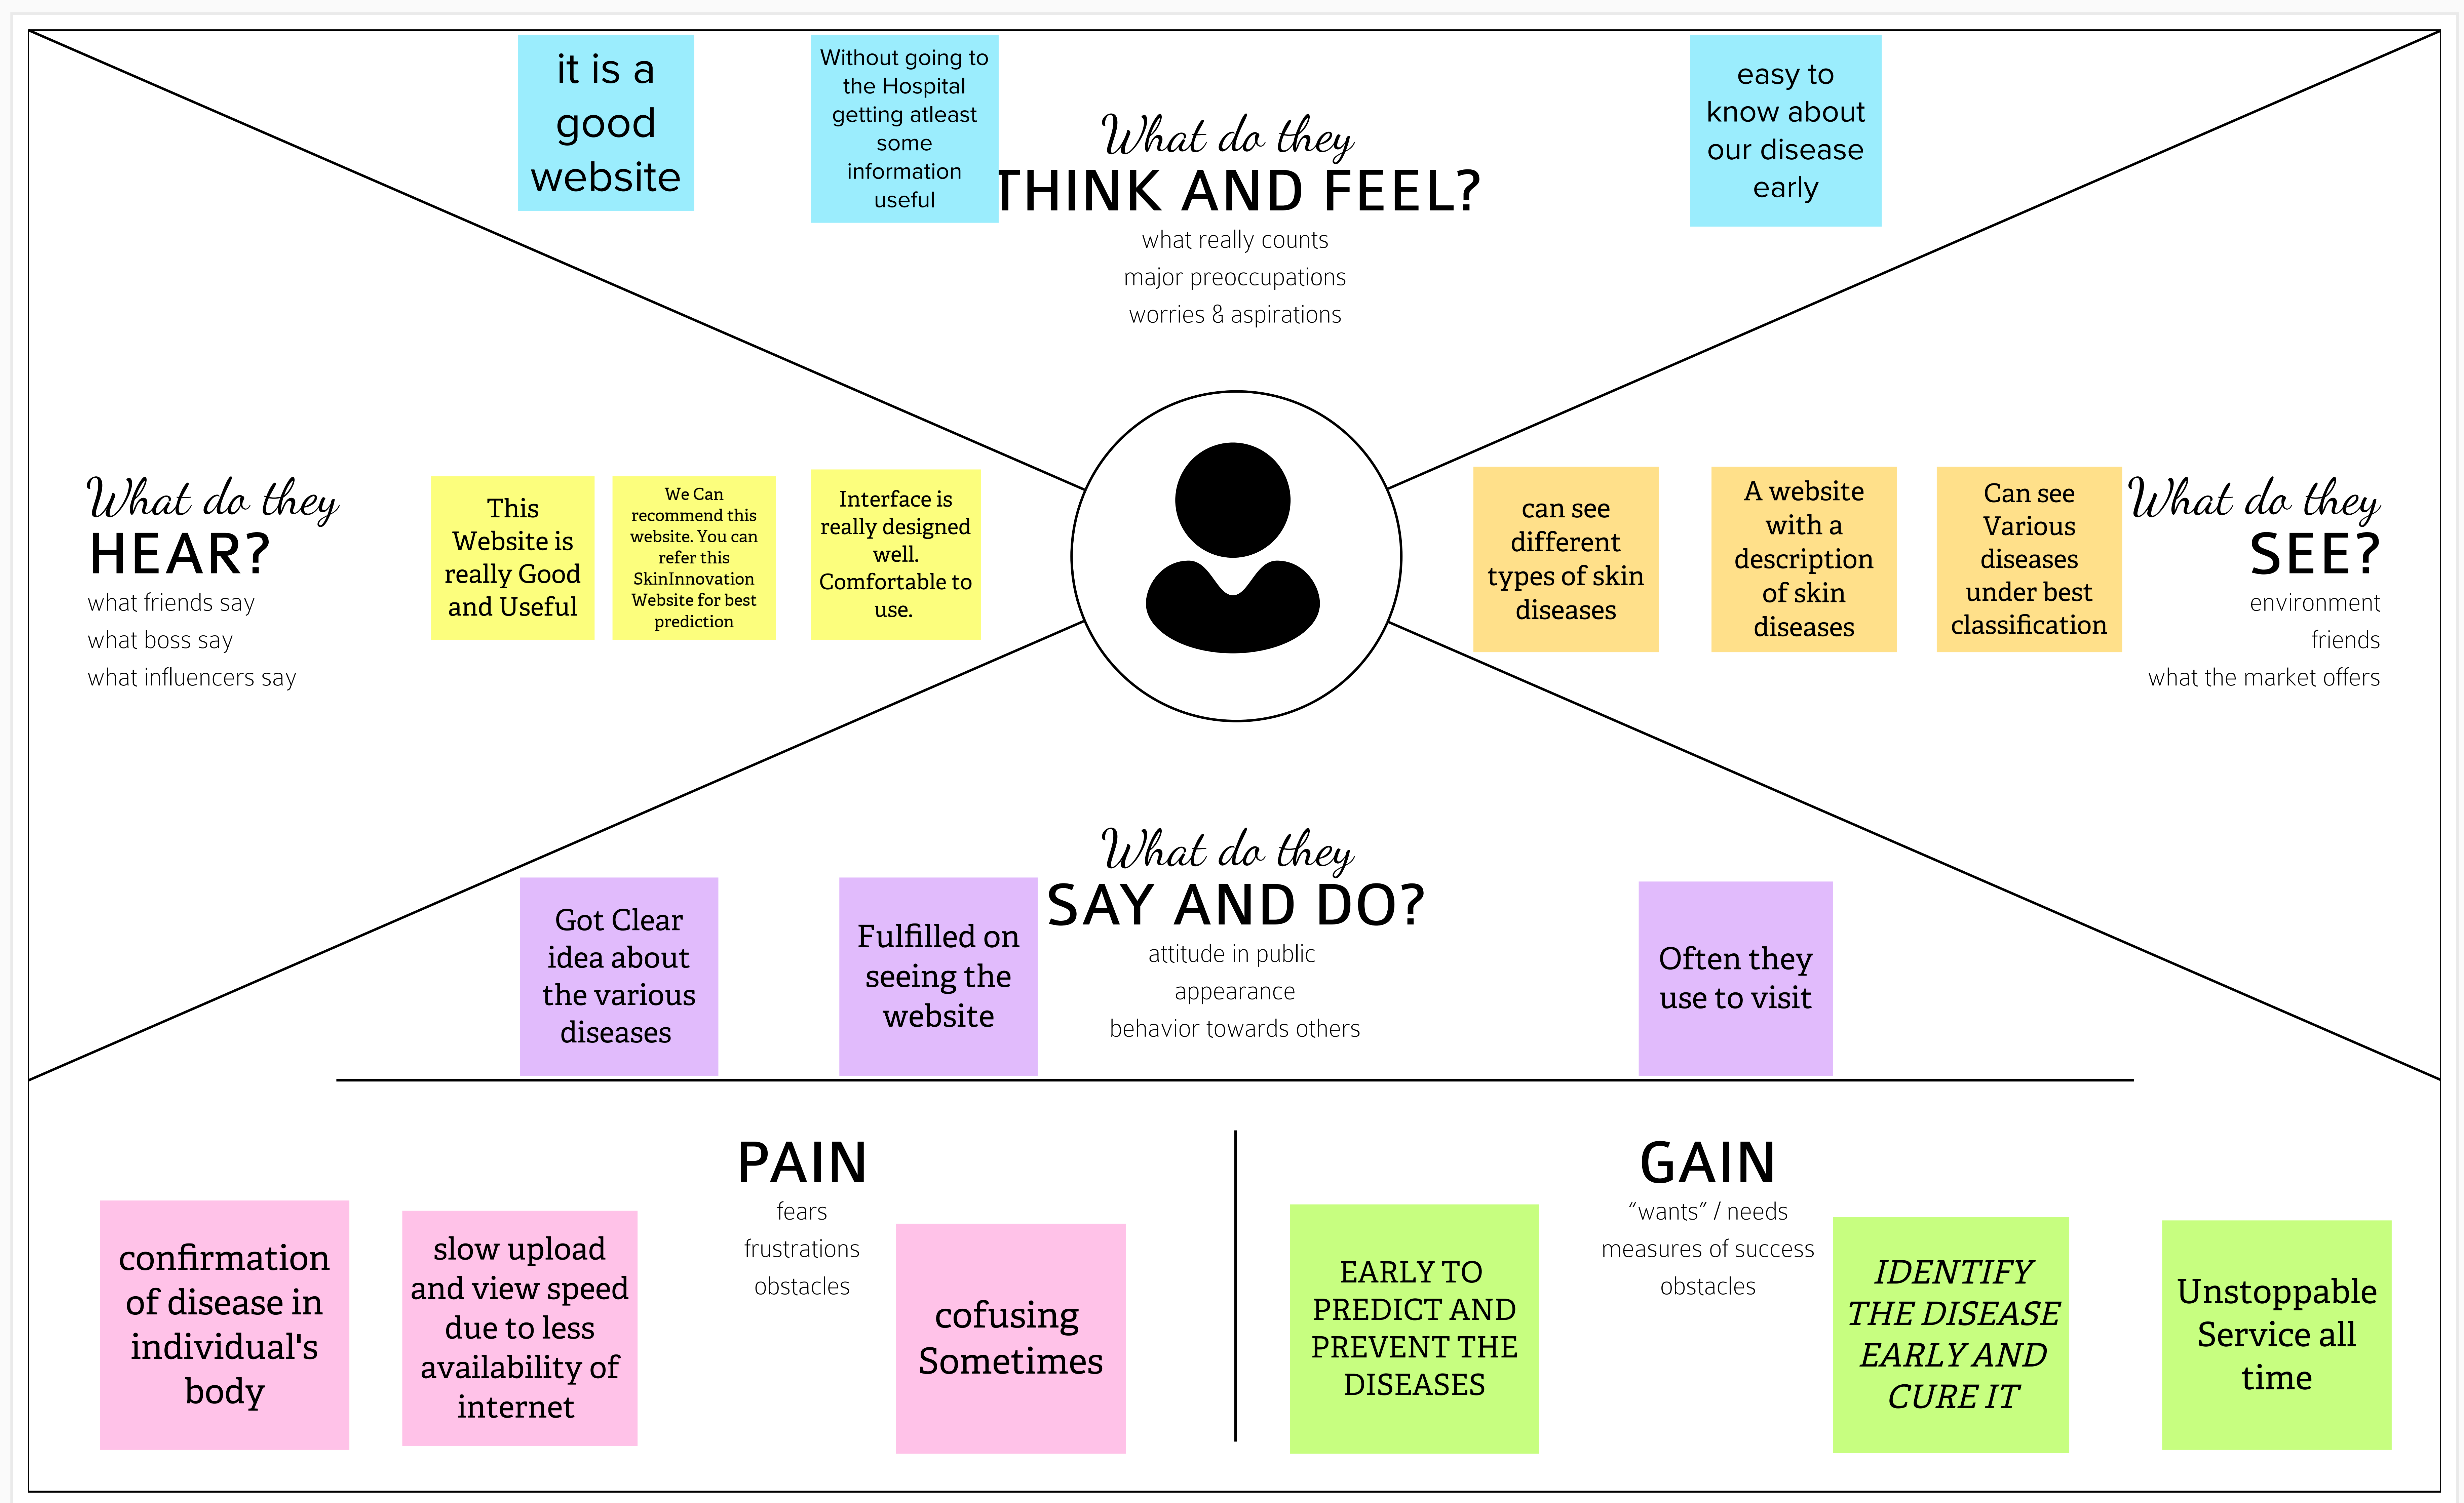 it is a
good
website
Without going to
the Hospital
getting atleast
some
information
useful
What do they
THINK AND FEEL?
what really counts
major preoccupations
worries & aspirations
easy to
know about
our disease
early
What do they
HEAR?
what friends say
what boss say
what influencers say
This
Website is
really Good
and Useful
We Can
recommend this
website. You can
refer this
SkinInnovation
Website for best
prediction
Interface is
really designed
well.
Comfortable to
use.
can see
different
types of skin
diseases
A website
with a
description
of skin
diseases
Can see
Various
diseases
under best
classification
What do they
SEE?
environment
friends
what the market offers
Got Clear
idea about
the various
diseases
Fulfilled on
seeing the
website
What do they
SAY AND DO?
attitude in public
appearance
behavior towards others
Often they
use to visit
PAIN
fears
frustrations
obstacles
confirmation
of disease in
individual's
body
slow upload
and view speed
due to less
availability of
internet
cofusing
Sometimes
GAIN
“wants” / needs
measures of success
obstacles
EARLY TO
PREDICT AND
PREVENT THE
DISEASES
IDENTIFY
THE DISEASE
EARLY AND
CURE IT
Unstoppable
Service all
time